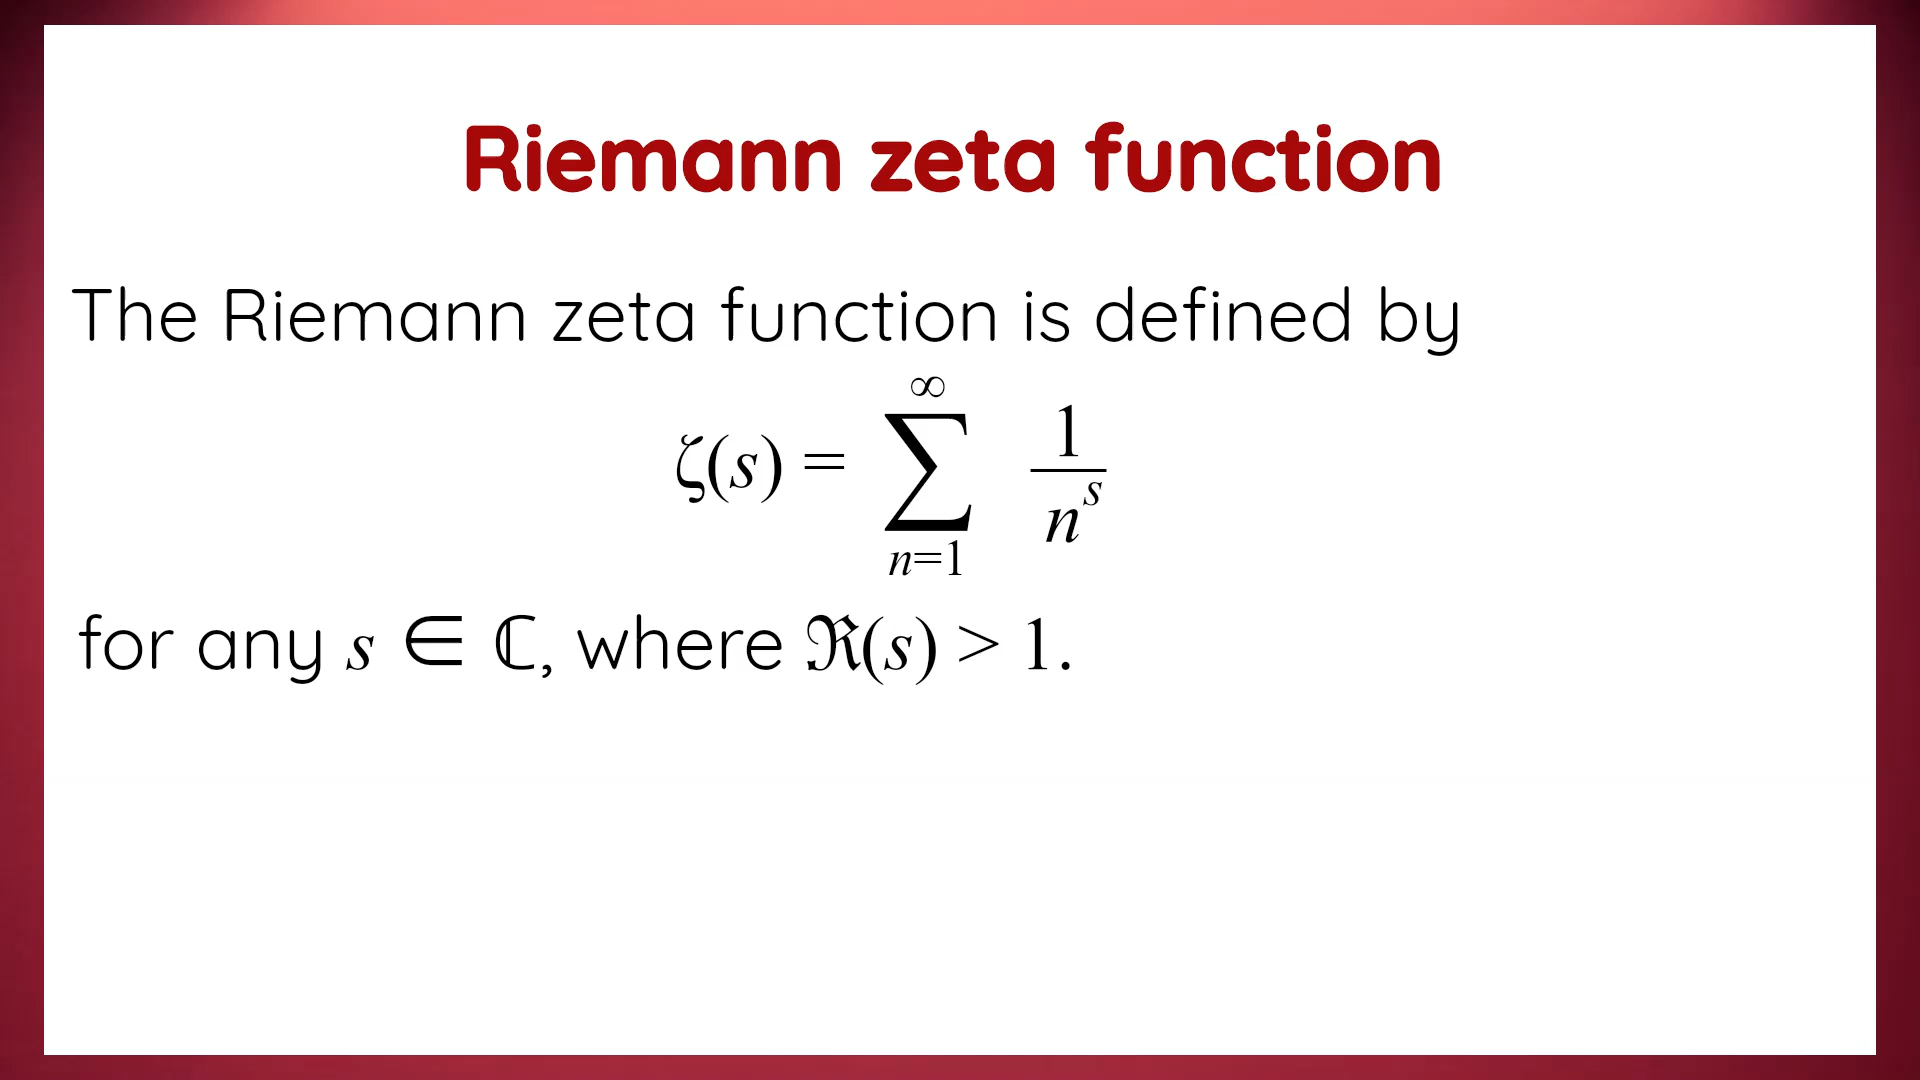 Riemann zeta function
The Riemann zeta function is defined by
ζ(s) = ∑_{n=1}^{∞} 1/n^s
for any s ∈ ℂ, where ℜ(s) > 1.